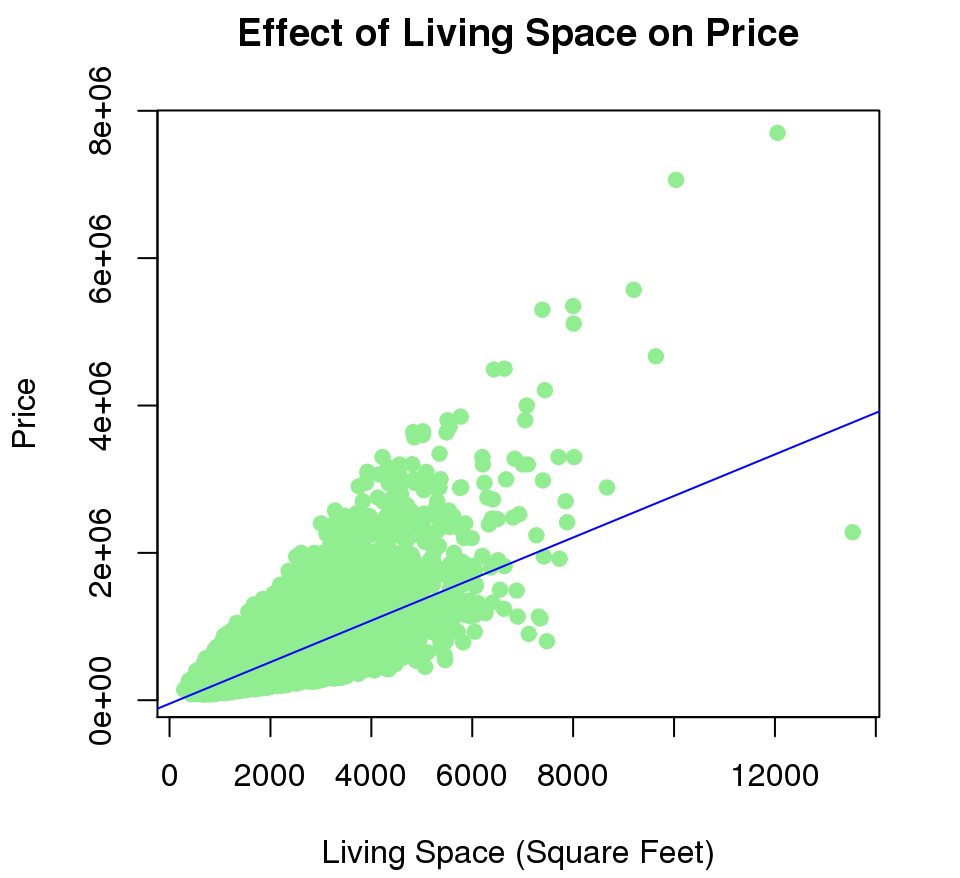 Effect of Living Space on Price
8e+06
6e+06
4e+06
2e+06
0e+00
Price
0 2000 4000 6000 8000 12000
Living Space (Square Feet)